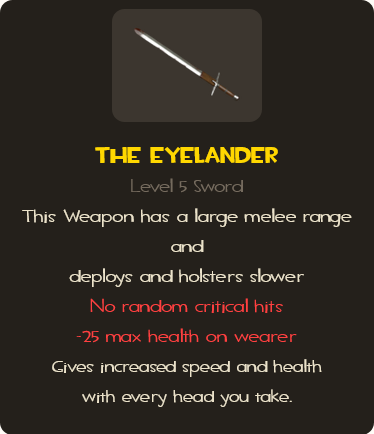 THE EYELANDER
Level 5 Sword
This Weapon has a large melee range
and
deploys and holsters slower
No random critical hits
-25 max health on wearer
Gives increased speed and health
with every head you take.